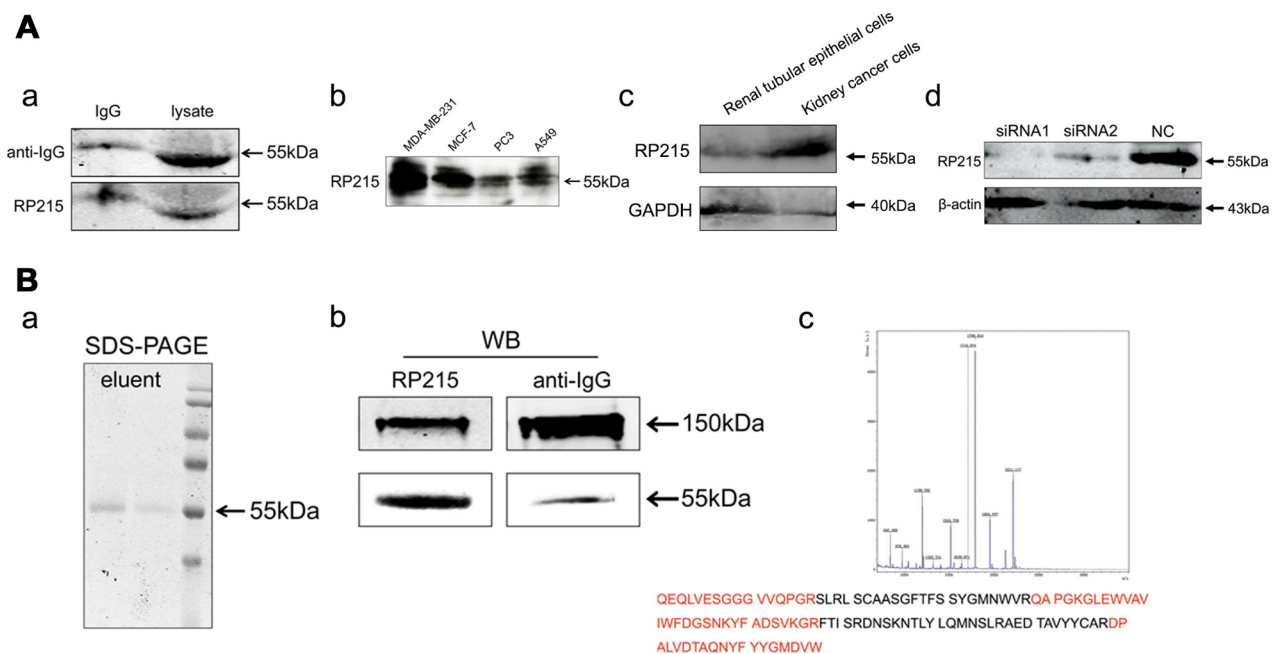 A
a
IgG lysate
anti-IgG
55kDa
RP215
55kDa
b
MDA-MB-231 MCF-7 PC3 A549
RP215
55kDa
c
Renal tubular epithelial cells
Kidney cancer cells
RP215
55kDa
GAPDH
40kDa
d
siRNA1 siRNA2 NC
RP215
55kDa
β-actin
43kDa
B
a
SDS-PAGE
eluent
55kDa
b
WB
RP215 anti-IgG
150kDa
55kDa
c
QEQLVESGGG VVQPGRSLRL SCAASGFTFS SYGMNWVRQA PGKGLEWVAV
IWFDGSNKYF ADSVKGRFTI SRDNSKNTLY LQMNSLRAED TAVYYCARDP
ALVDTAQNYF YYGMDVW